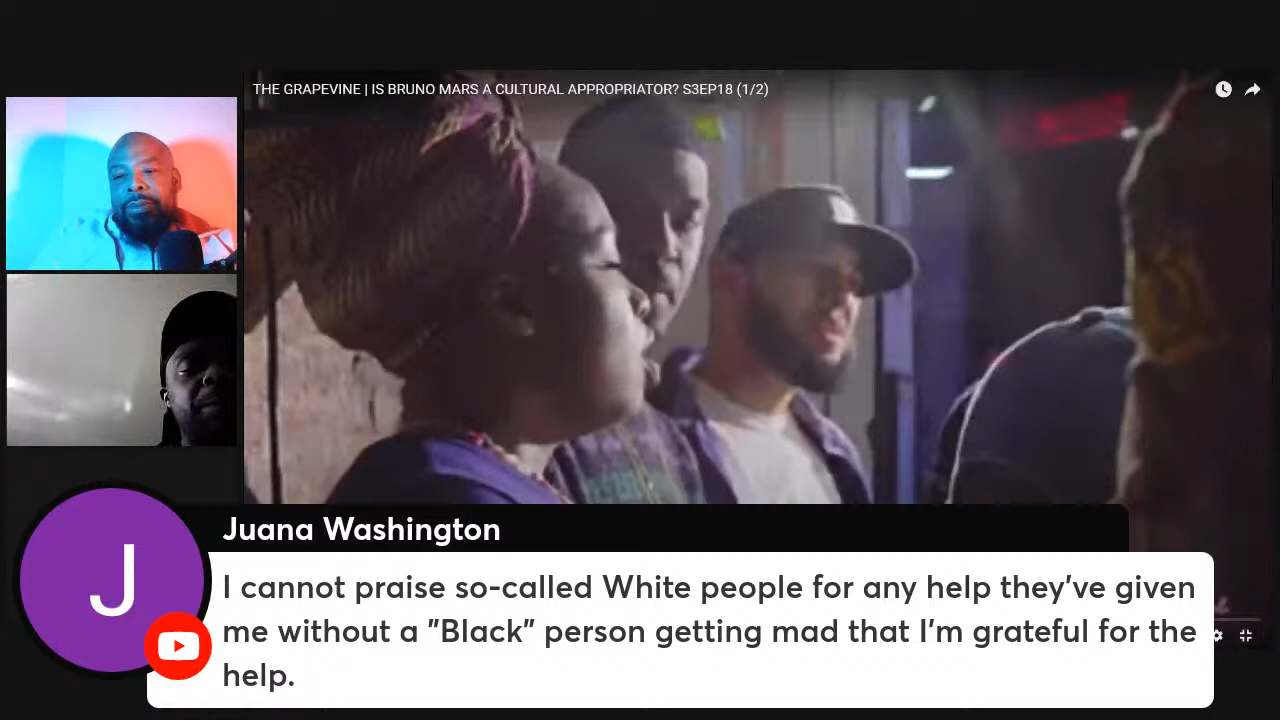 THE GRAPEVINE | IS BRUNO MARS A CULTURAL APPROPRIATOR? S3EP18 (1/2)
J
Juana Washington
I cannot praise so-called White people for any help they've given
me without a "Black" person getting mad that I'm grateful for the
help.